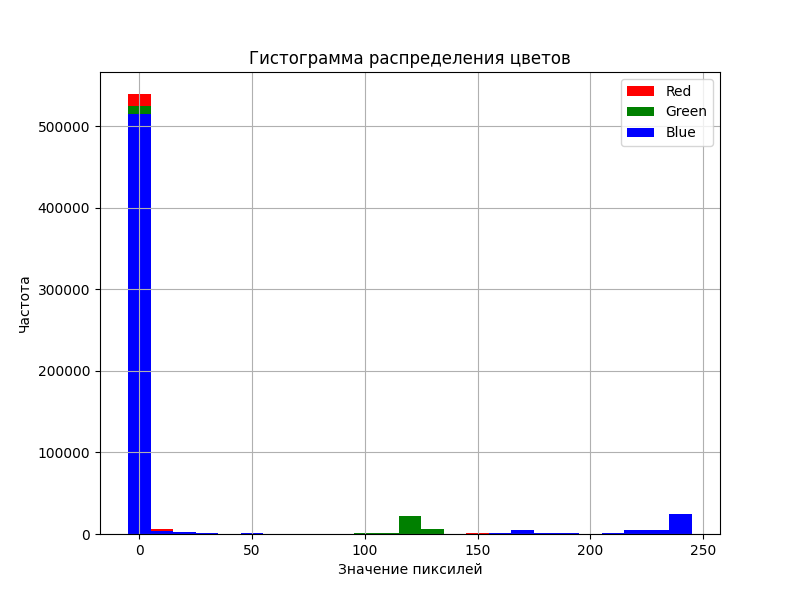 Гистограмма распределения цветов
Red
Green
Blue
500000
400000
300000
200000
100000
0
Частота
0 50 100 150 200 250
Значение пикселей